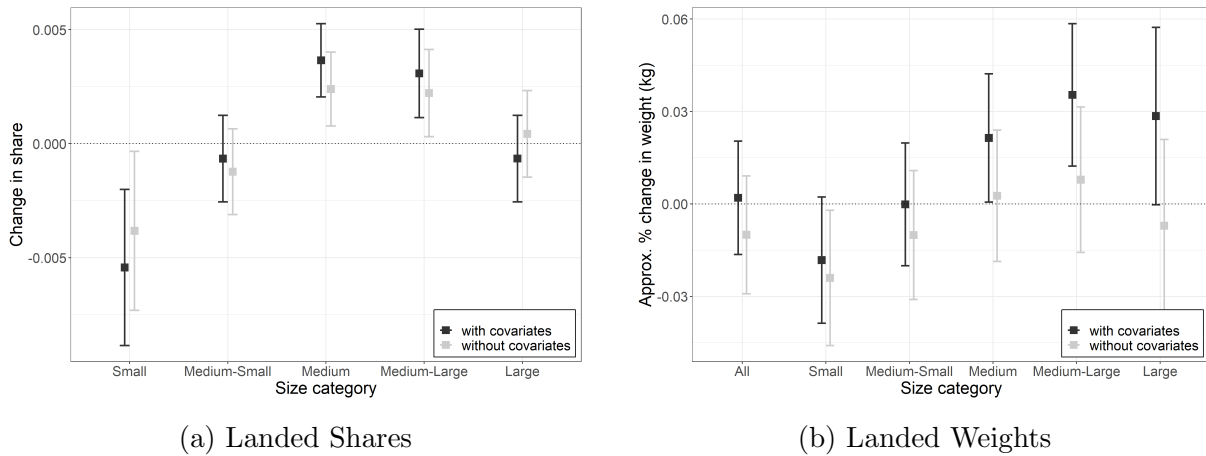 0.005
0.000
-0.005
Change in share
with covariates
without covariates
Small Medium-Small Medium Medium-Large Large
Size category
(a) Landed Shares
0.06
0.03
0.00
-0.03
Approx. % change in weight (kg)
with covariates
without covariates
All Small Medium-Small Medium Medium-Large Large
Size category
(b) Landed Weights